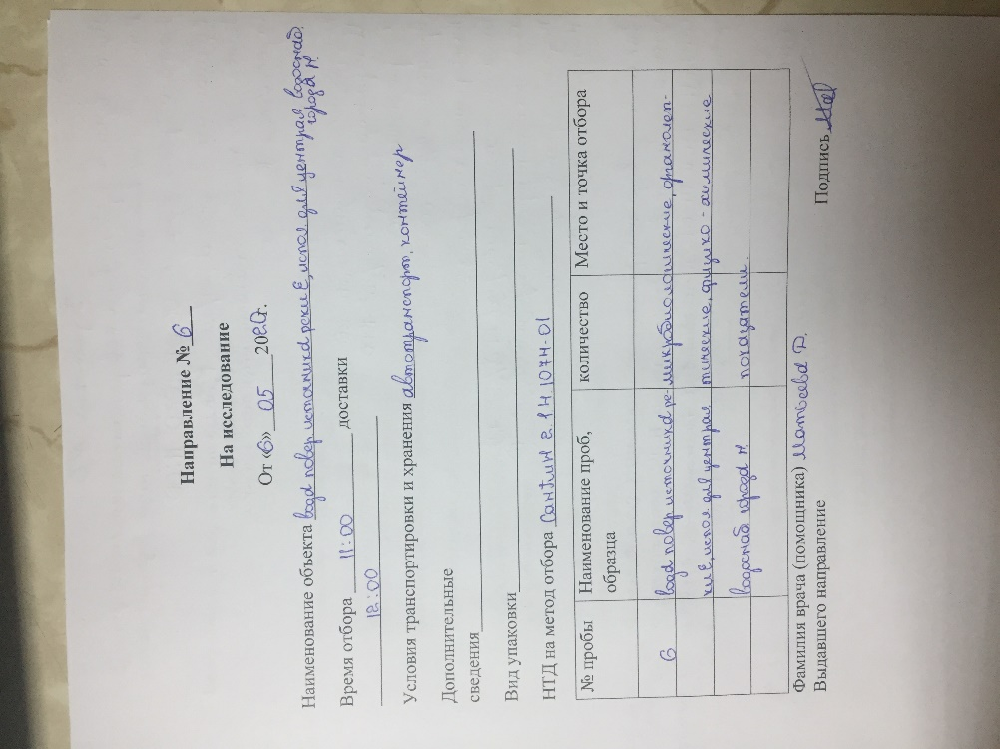 Направление № 6
На исследование
От «6» 05 2020г.
Наименование объекта вода повер источника реки Е, испол для централ водоснаб.
города N.
Время отбора 11:00 доставки
12:00
Условия транспортировки и хранения автотранспорт, контейнер
Дополнительные
сведения
Вид упаковки
НТД на метод отбора СанПиН 2.1.4.1074-01
№ пробы Наименование проб, образца количество Место и точка отбора
6 вода повер источника ре- микробиологические, органолеп-
ки Е, испол для централ тические, физико-химические
водоснаб города N. показатели.
Фамилия врача (помощника) Матвеева Д.
Выдавшего направление Подпись